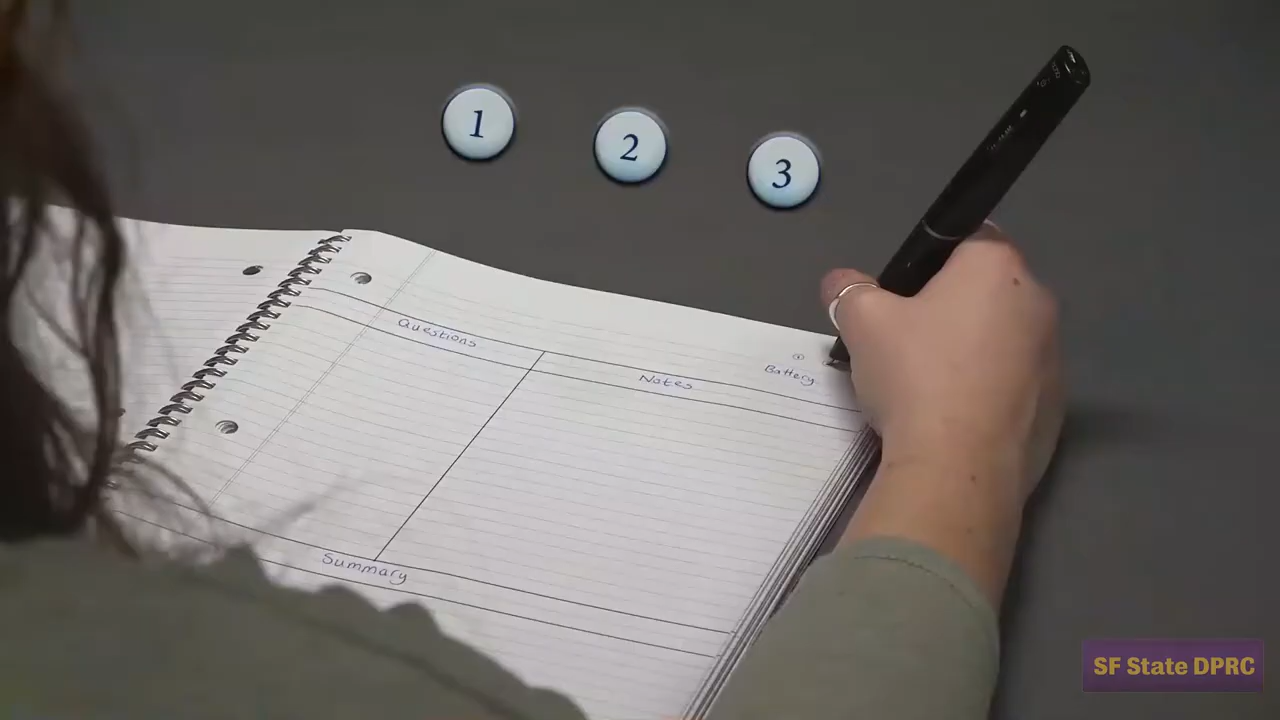 1 2 3
Questions
Notes
Battery
Summary
SF State DPRC